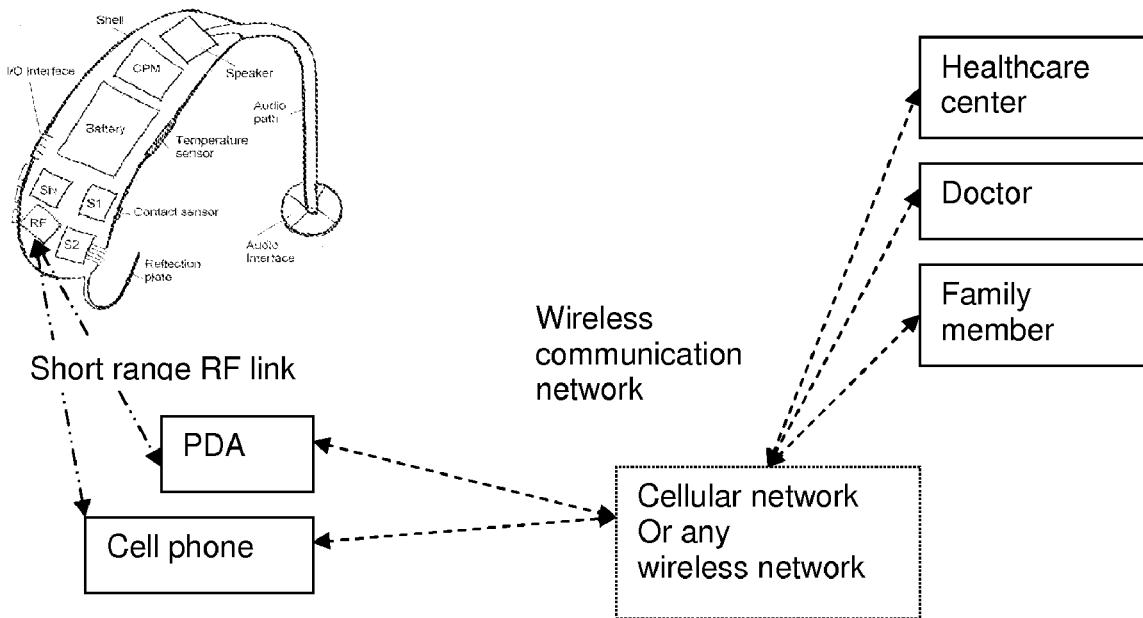 Shell
I/O Interface
CPM
Speaker
Battery
Audio
path
Temperature
sensor
S1
Contact sensor
RF
S2
Reflection
plate
Audio
Interface
Short range RF link
PDA
Cell phone
Wireless
communication
network
Cellular network
Or any
wireless network
Healthcare
center
Doctor
Family
member